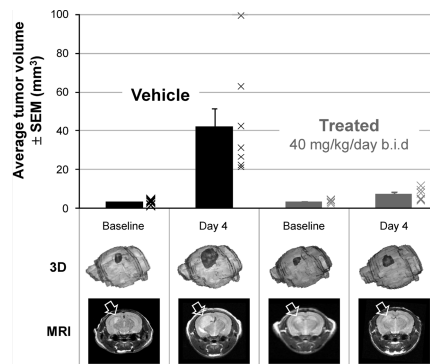 Average tumor volume
± SEM (mm³)
100
80
60
40
20
0
Vehicle
Treated
40 mg/kg/day b.i.d
Baseline
Day 4
Baseline
Day 4
3D
MRI